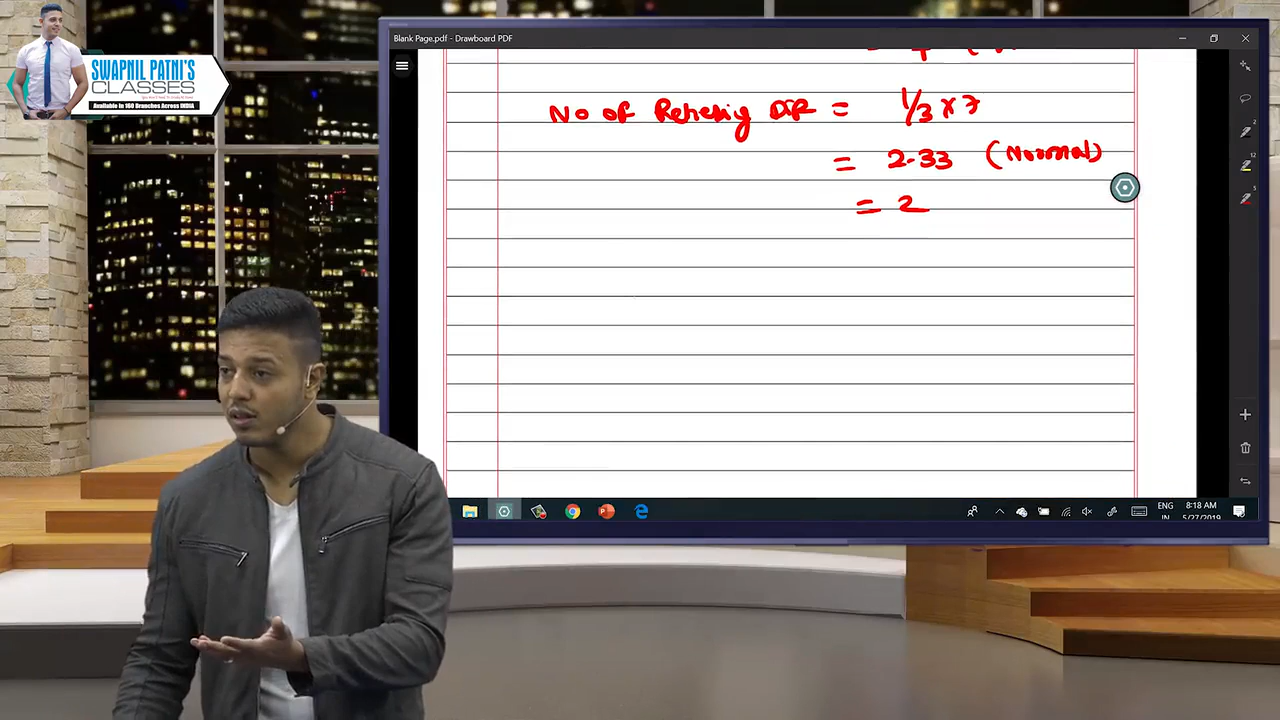 SWAPNIL PATNI'S
CLASSES
Available in 160 Branches Across INDIA
Blank Page.pdf - Drawboard PDF
No of Retiring Dir = 1/3 x 7
= 2.33 (Normal)
= 2
ENG
IN
8:18 AM
5/27/2019